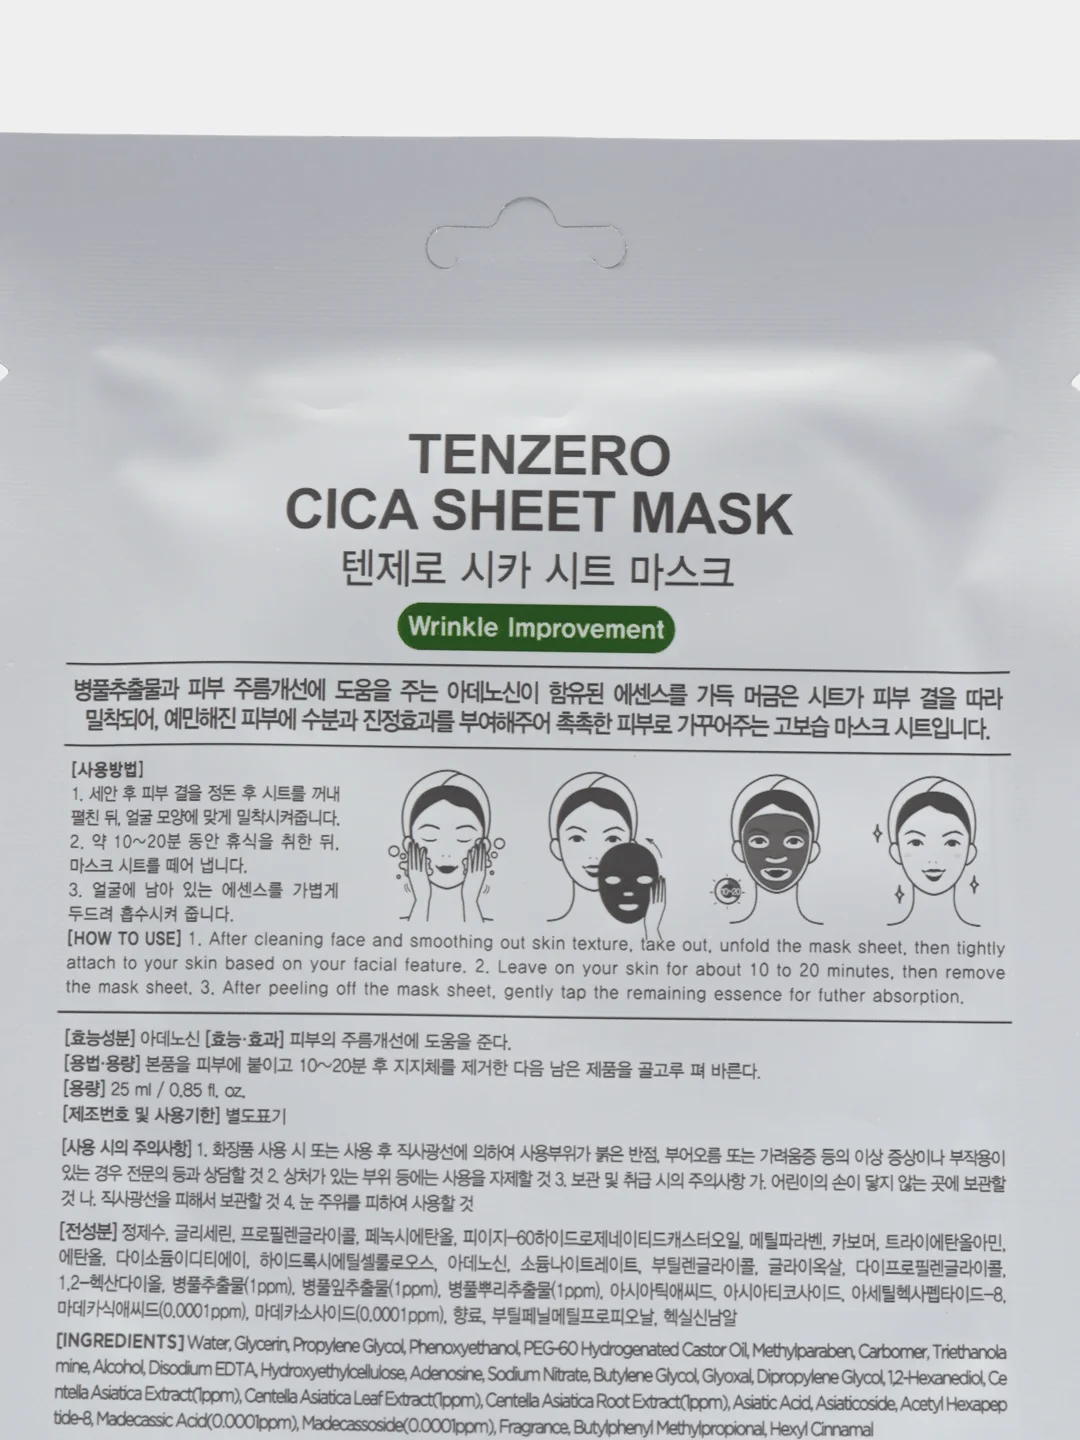 TENZERO
CICA SHEET MASK
텐제로 시카 시트 마스크
Wrinkle Improvement
병풀추출물과 피부 주름개선에 도움을 주는 아데노신이 함유된 에센스를 가득 머금은 시트가 피부 결을 따라
밀착되어, 예민해진 피부에 수분과 진정효과를 부여해주어 촉촉한 피부로 가꾸어주는 고보습 마스크 시트입니다.
[사용방법]
1. 세안 후 피부 결을 정돈 후 시트를 꺼내
펼친 뒤, 얼굴 모양에 맞게 밀착시켜줍니다.
2. 약 10~20분 동안 휴식을 취한 뒤,
마스크 시트를 떼어 냅니다.
3. 얼굴에 남아 있는 에센스를 가볍게
두드려 흡수시켜 줍니다.
10~20
[HOW TO USE] 1. After cleaning face and smoothing out skin texture, take out, unfold the mask sheet, then tightly
attach to your skin based on your facial feature. 2. Leave on your skin for about 10 to 20 minutes, then remove
the mask sheet. 3. After peeling off the mask sheet, gently tap the remaining essence for futher absorption.
[효능성분] 아데노신 [효능·효과] 피부의 주름개선에 도움을 준다.
[용법·용량] 본품을 피부에 붙이고 10~20분 후 지지체를 제거한 다음 남은 제품을 골고루 펴 바른다.
[용량] 25 ml / 0.85 fl. oz.
[제조번호 및 사용기한] 별도표기
[사용 시의 주의사항] 1. 화장품 사용 시 또는 사용 후 직사광선에 의하여 사용부위가 붉은 반점, 부어오름 또는 가려움증 등의 이상 증상이나 부작용이
있는 경우 전문의 등과 상담할 것 2. 상처가 있는 부위 등에는 사용을 자제할 것 3. 보관 및 취급 시의 주의사항 가. 어린이의 손이 닿지 않는 곳에 보관할
것 나. 직사광선을 피해서 보관할 것 4. 눈 주위를 피하여 사용할 것
[전성분] 정제수, 글리세린, 프로필렌글라이콜, 페녹시에탄올, 피이지-60하이드로제네이티드캐스터오일, 메틸파라벤, 카보머, 트라이에탄올아민,
에탄올, 다이소듐이디티에이, 하이드록시에틸셀룰로오스, 아데노신, 소듐나이트레이트, 부틸렌글라이콜, 글라이옥살, 다이프로필렌글라이콜,
1,2-헥산다이올, 병풀추출물(1ppm), 병풀잎추출물(1ppm), 병풀뿌리추출물(1ppm), 아시아틱애씨드, 아시아티코사이드, 아세틸헥사펩타이드-8,
마데카식애씨드(0.0001ppm), 마데카소사이드(0.0001ppm), 향료, 부틸페닐메틸프로피오날, 헥실신남알
[INGREDIENTS] Water, Glycerin, Propylene Glycol, Phenoxyethanol, PEG-60 Hydrogenated Castor Oil, Methylparaben, Carbomer, Triethanola
mine, Alcohol, Disodium EDTA, Hydroxyethylcellulose, Adenosine, Sodium Nitrate, Butylene Glycol, Glyoxal, Dipropylene Glycol, 1,2-Hexanediol, Ce
ntella Asiatica Extract(1ppm), Centella Asiatica Leaf Extract(1ppm), Centella Asiatica Root Extract(1ppm), Asiatic Acid, Asiaticoside, Acetyl Hexapep
tide-8, Madecassic Acid(0.0001ppm), Madecassoside(0.0001ppm), Fragrance, Butylphenyl Methylpropional, Hexyl Cinnamal